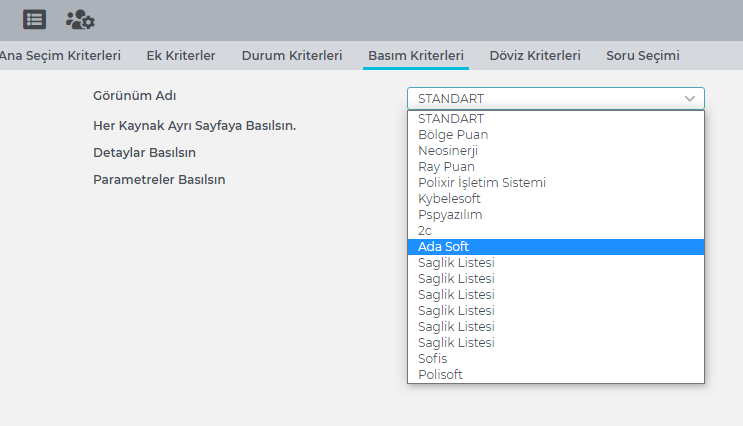 Ana Seçim Kriterleri Ek Kriterler Durum Kriterleri Basım Kriterleri Döviz Kriterleri Soru Seçimi
Görünüm Adı
STANDART
Her Kaynak Ayrı Sayfaya Basılsın.
Detaylar Basılsın
Parametreler Basılsın
STANDART
Bölge Puan
Neosinerji
Ray Puan
Polixir İşletim Sistemi
Kybelesoft
Pspyazılım
2c
Ada Soft
Saglik Listesi
Saglik Listesi
Saglik Listesi
Saglik Listesi
Saglik Listesi
Saglik Listesi
Sofis
Polisoft